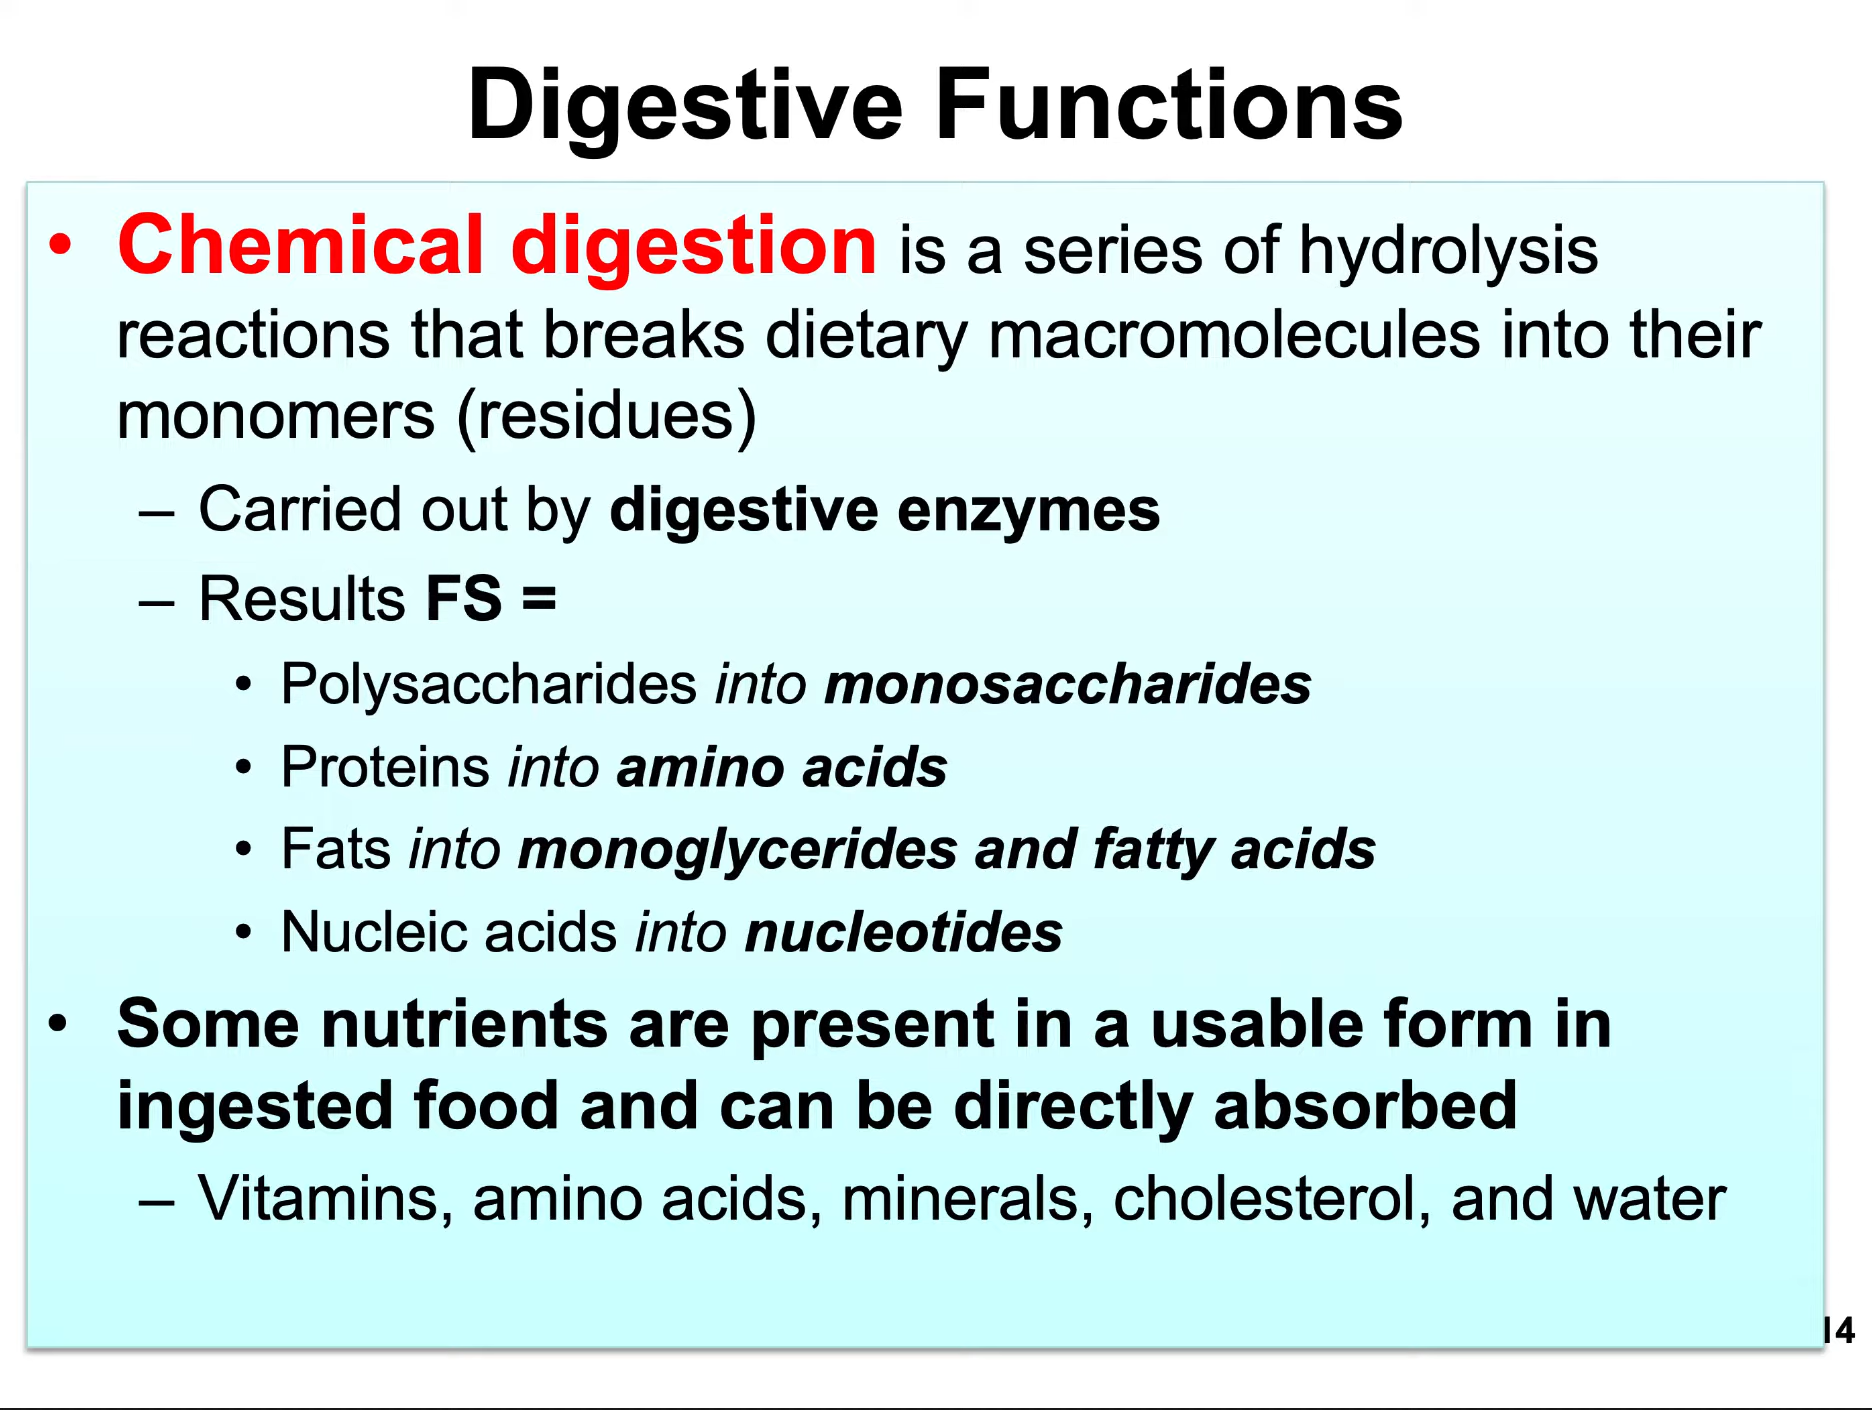 Digestive Functions
• Chemical digestion is a series of hydrolysis
reactions that breaks dietary macromolecules into their
monomers (residues)
– Carried out by digestive enzymes
– Results FS =
• Polysaccharides into monosaccharides
• Proteins into amino acids
• Fats into monoglycerides and fatty acids
• Nucleic acids into nucleotides
• Some nutrients are present in a usable form in
ingested food and can be directly absorbed
– Vitamins, amino acids, minerals, cholesterol, and water
14